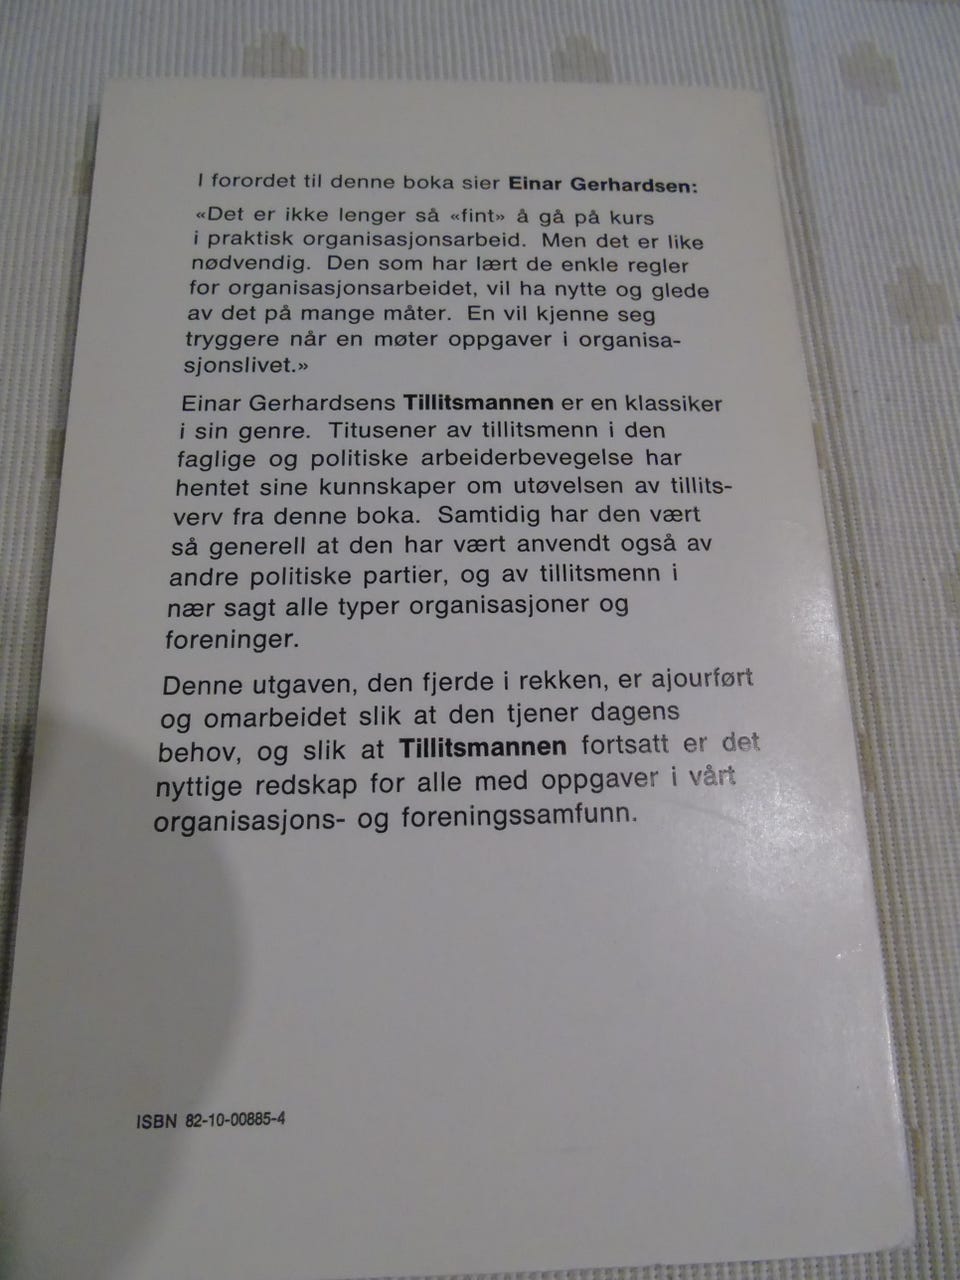 I forordet til denne boka sier Einar Gerhardsen:
«Det er ikke lenger så «fint» å gå på kurs
i praktisk organisasjonsarbeid. Men det er like
nødvendig. Den som har lært de enkle regler
for organisasjonsarbeidet, vil ha nytte og glede
av det på mange måter. En vil kjenne seg
tryggere når en møter oppgaver i organisa-
sjonslivet.»
Einar Gerhardsens Tillitsmannen er en klassiker
i sin genre. Titusener av tillitsmenn i den
faglige og politiske arbeiderbevegelse har
hentet sine kunnskaper om utøvelsen av tillits-
verv fra denne boka. Samtidig har den vært
så generell at den har vært anvendt også av
andre politiske partier, og av tillitsmenn i
nær sagt alle typer organisasjoner og
foreninger.
Denne utgaven, den fjerde i rekken, er ajourført
og omarbeidet slik at den tjener dagens
behov, og slik at Tillitsmannen fortsatt er det
nyttige redskap for alle med oppgaver i vårt
organisasjons- og foreningssamfunn.
ISBN 82-10-00885-4